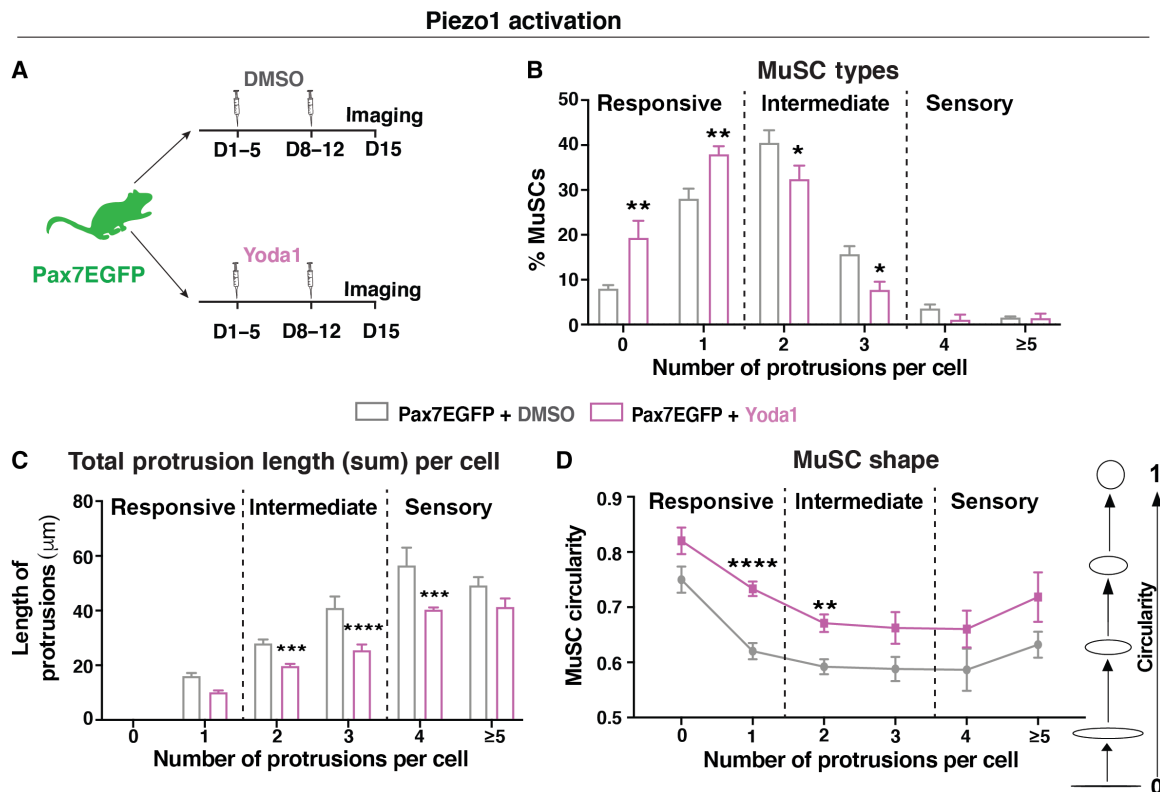 Piezo1 activation
A
DMSO
Imaging
D1–5 D8–12 D15
Pax7EGFP
Yoda1
Imaging
D1–5 D8–12 D15
B
MuSC types
Responsive Intermediate Sensory
% MuSCs
50
40
30
20
10
0
** ** * *
0 1 2 3 4 ≥5
Number of protrusions per cell
Pax7EGFP + DMSO Pax7EGFP + Yoda1
C
Total protrusion length (sum) per cell
Responsive Intermediate Sensory
Length of
protrusions (μm)
80
60
40
20
0
*** **** ***
0 1 2 3 4 ≥5
Number of protrusions per cell
D
MuSC shape
Responsive Intermediate Sensory
MuSC circularity
0.9
0.8
0.7
0.6
0.5
**** **
0 1 2 3 4 ≥5
Number of protrusions per cell
1
Circularity
0